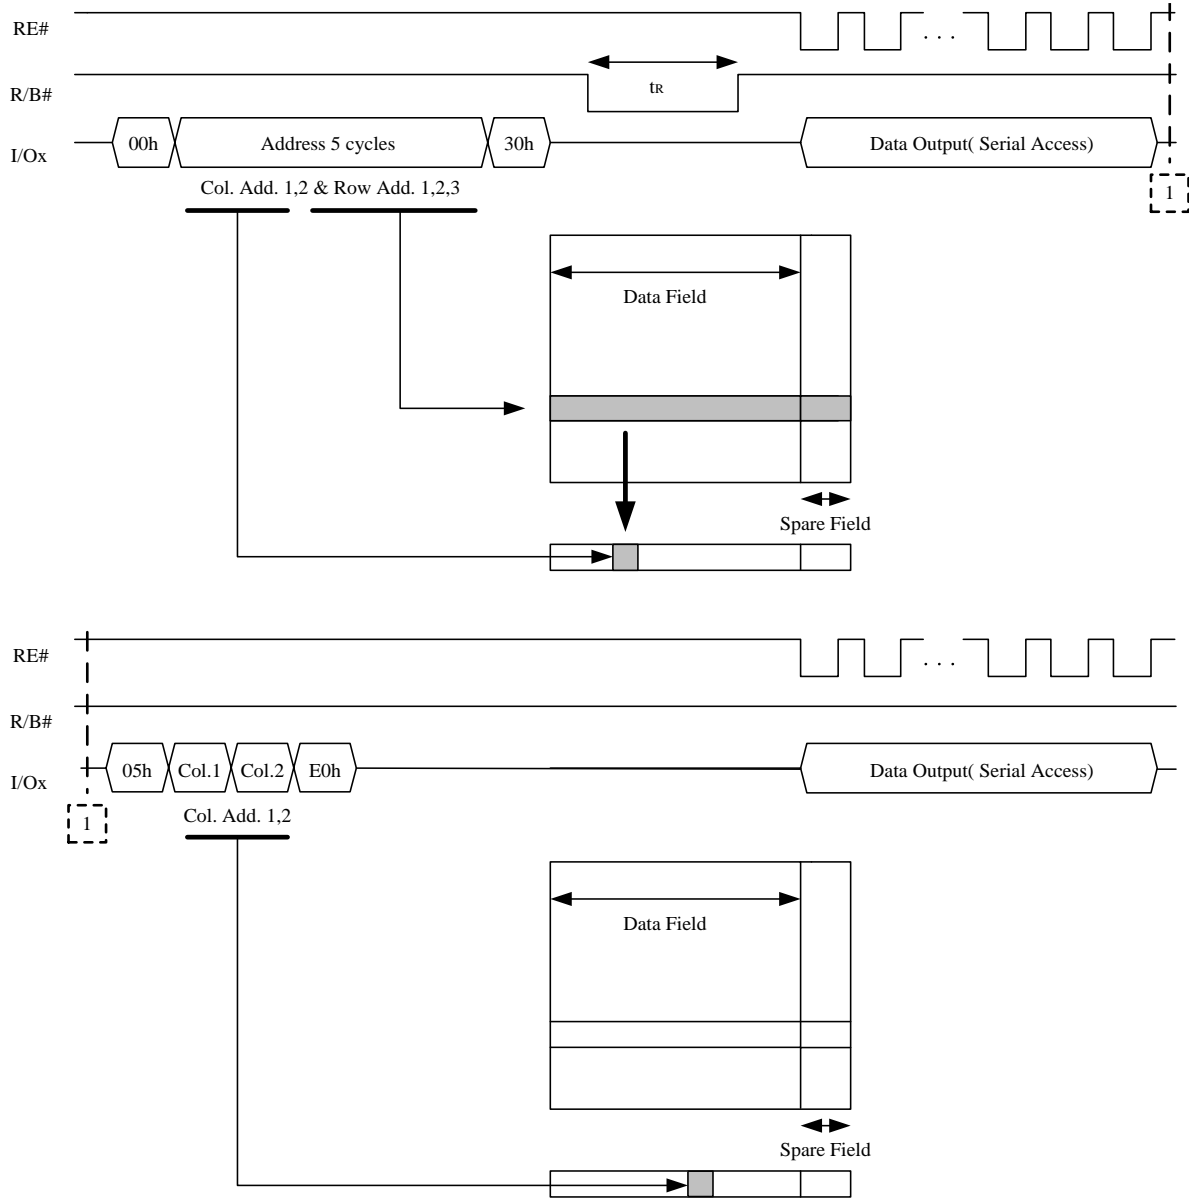 RE#
. . .
R/B#
tR
I/Ox
00h
Address 5 cycles
30h
Data Output( Serial Access)
Col. Add. 1,2 & Row Add. 1,2,3
1
Data Field
Spare Field
RE#
. . .
R/B#
I/Ox
05h
Col.1
Col.2
E0h
Data Output( Serial Access)
1
Col. Add. 1,2
Data Field
Spare Field